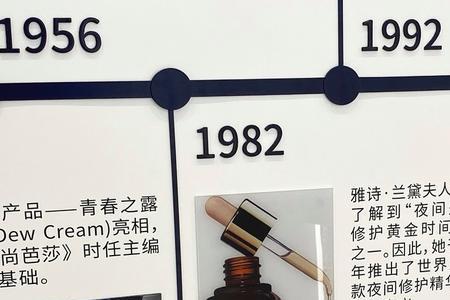 1956
1992
1982
产品——青春之露
Dew Cream)亮相，
尚芭莎》时任主编
基础。
雅诗·兰黛夫人
了解到“夜间
修护黄金时间
之一。因此，她
年推出了世界
款夜间修护精华